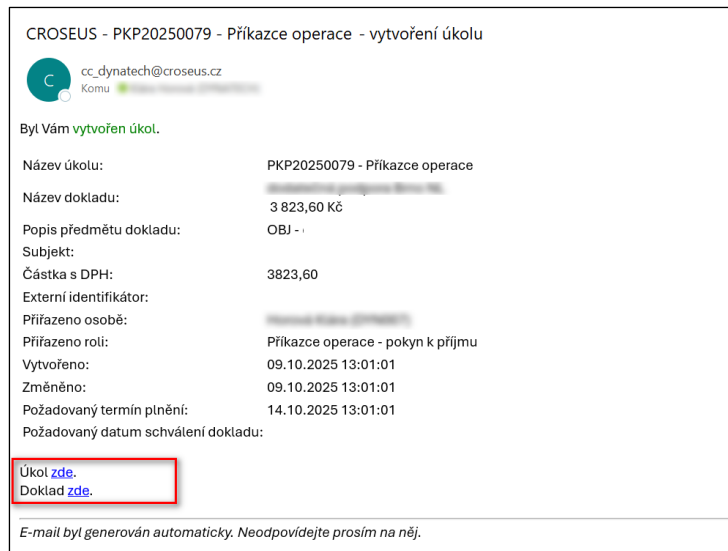 CROSEUS - PKP20250079 - Příkazce operace - vytvoření úkolu
C
cc_dynatech@croseus.cz
Komu
Byl Vám vytvořen úkol.
Název úkolu: PKP20250079 - Příkazce operace
Název dokladu:
3 823,60 Kč
Popis předmětu dokladu: OBJ -
Subjekt:
Částka s DPH: 3823,60
Externí identifikátor:
Přiřazeno osobě:
Přiřazeno roli: Příkazce operace - pokyn k příjmu
Vytvořeno: 09.10.2025 13:01:01
Změněno: 09.10.2025 13:01:01
Požadovaný termín plnění: 14.10.2025 13:01:01
Požadovaný datum schválení dokladu:
Úkol zde.
Doklad zde.
E-mail byl generován automaticky. Neodpovídejte prosím na něj.